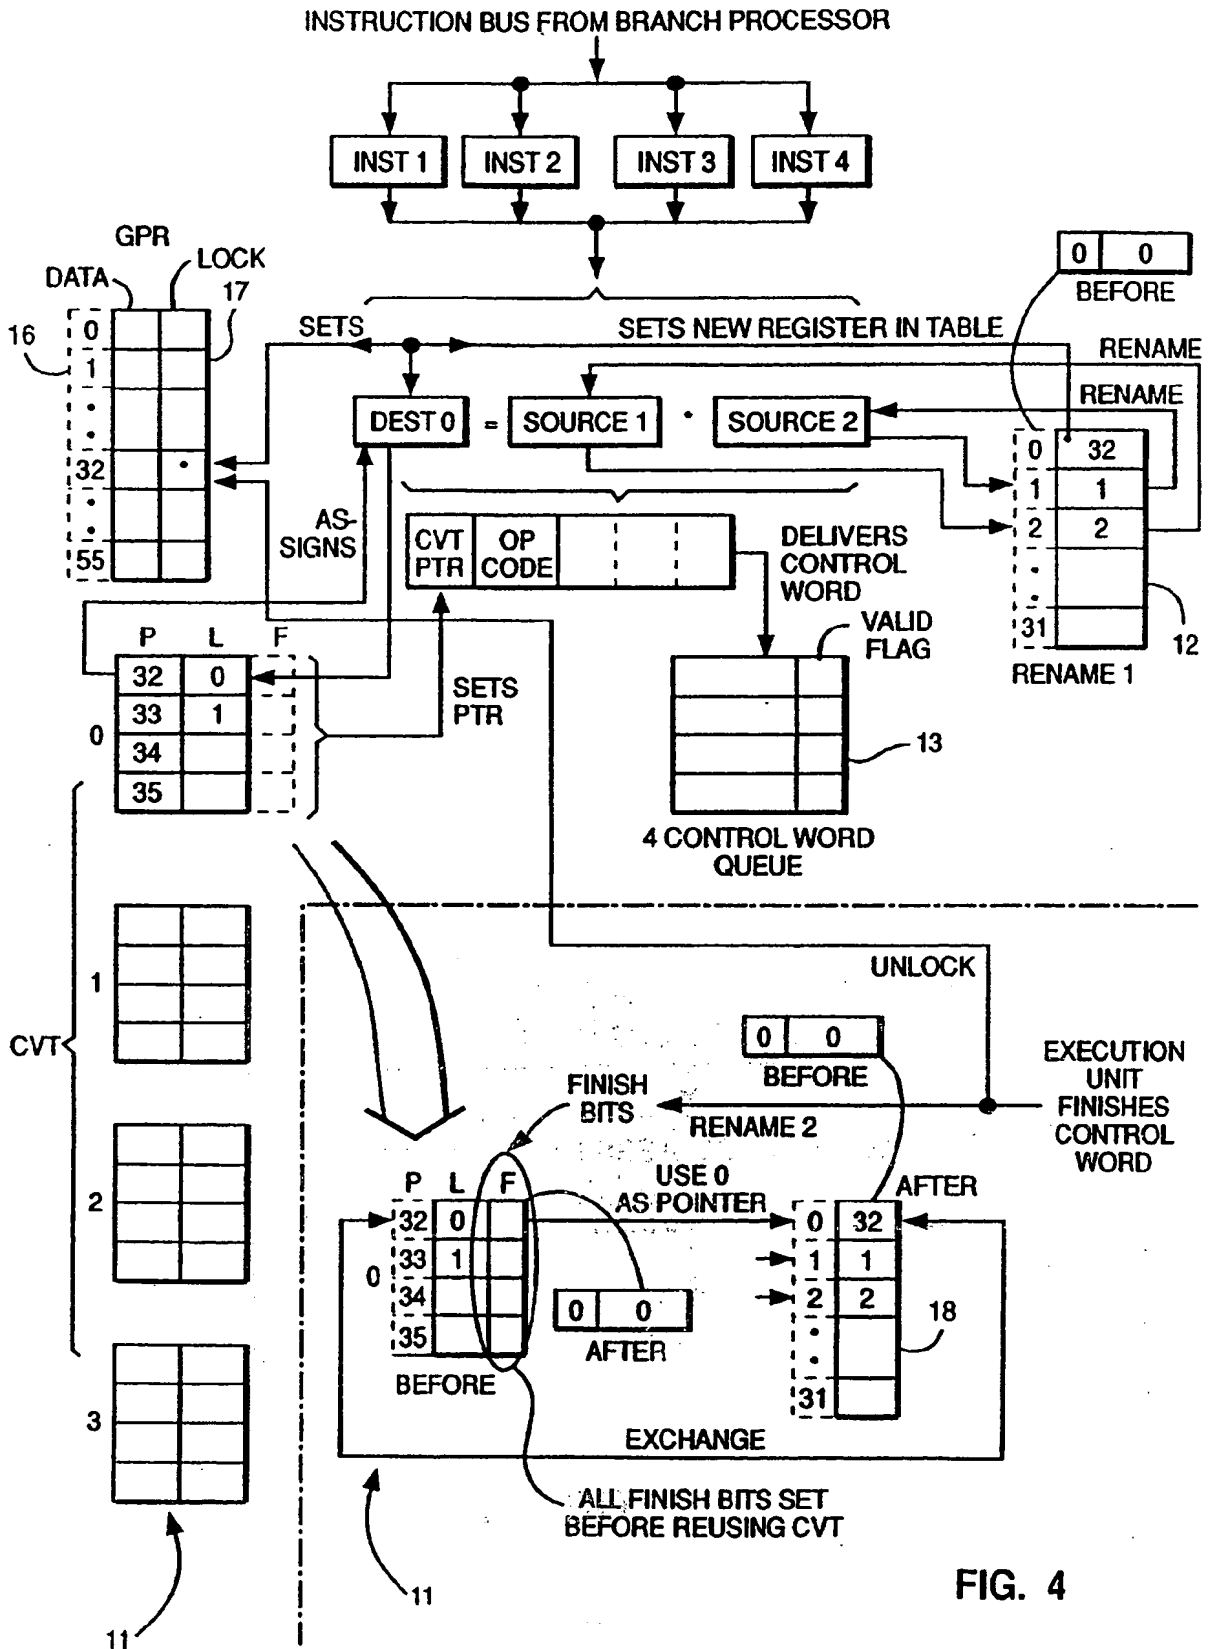 INSTRUCTION BUS FROM BRANCH PROCESSOR
INST 1
INST 2
INST 3
INST 4
GPR
DATA
LOCK
17
16
0
1
32
55
SETS
SETS NEW REGISTER IN TABLE
0 0
BEFORE
RENAME
RENAME
DEST 0 = SOURCE 1 · SOURCE 2
0 32
1 1
2 2
31
12
RENAME 1
AS-
SIGNS
CVT
PTR
OP
CODE
DELIVERS
CONTROL
WORD
VALID
FLAG
13
4 CONTROL WORD
QUEUE
P L F
0
32 0
33 1
34
35
SETS
PTR
CVT
1
2
3
11
UNLOCK
0 0
BEFORE
EXECUTION
UNIT
FINISHES
CONTROL
WORD
FINISH
BITS
RENAME 2
P L F
0
32 0
33 1
34
35
BEFORE
USE 0
AS POINTER
0 0
AFTER
AFTER
0 32
1 1
2 2
31
18
EXCHANGE
ALL FINISH BITS SET
BEFORE REUSING CVT
11
FIG. 4